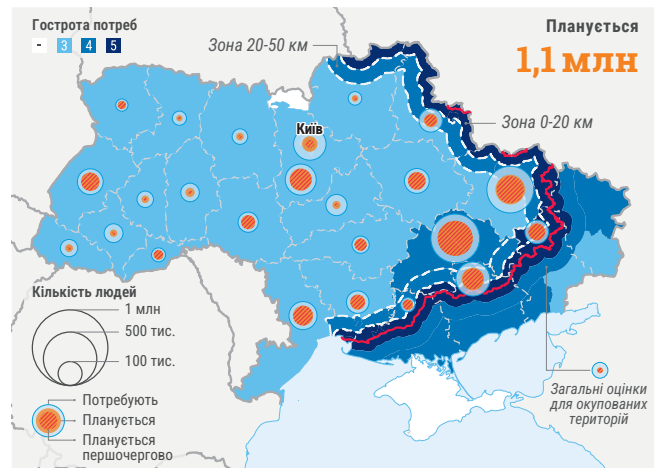 Гострота потреб
- 3 4 5
Зона 20-50 км
Планується
1,1 млн
Зона 0-20 км
Київ
Кількість людей
1 млн
500 тис.
100 тис.
Потребують
Планується
Планується
першочергово
Загальні оцінки
для окупованих
територій